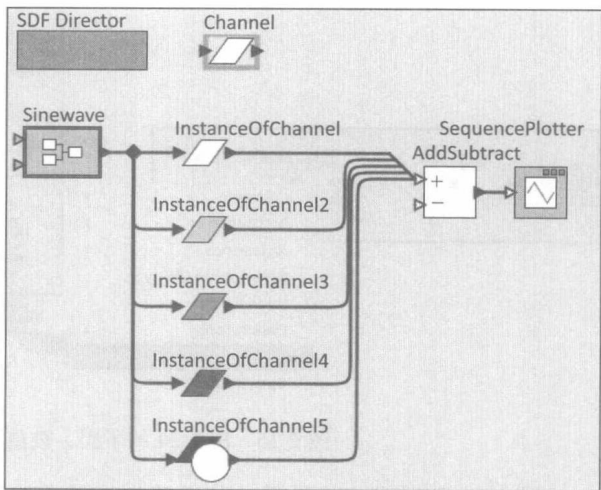 SDF Director
Channel
Sinewave
InstanceOfChannel
SequencePlotter
AddSubtract
InstanceOfChannel2
InstanceOfChannel3
InstanceOfChannel4
InstanceOfChannel5